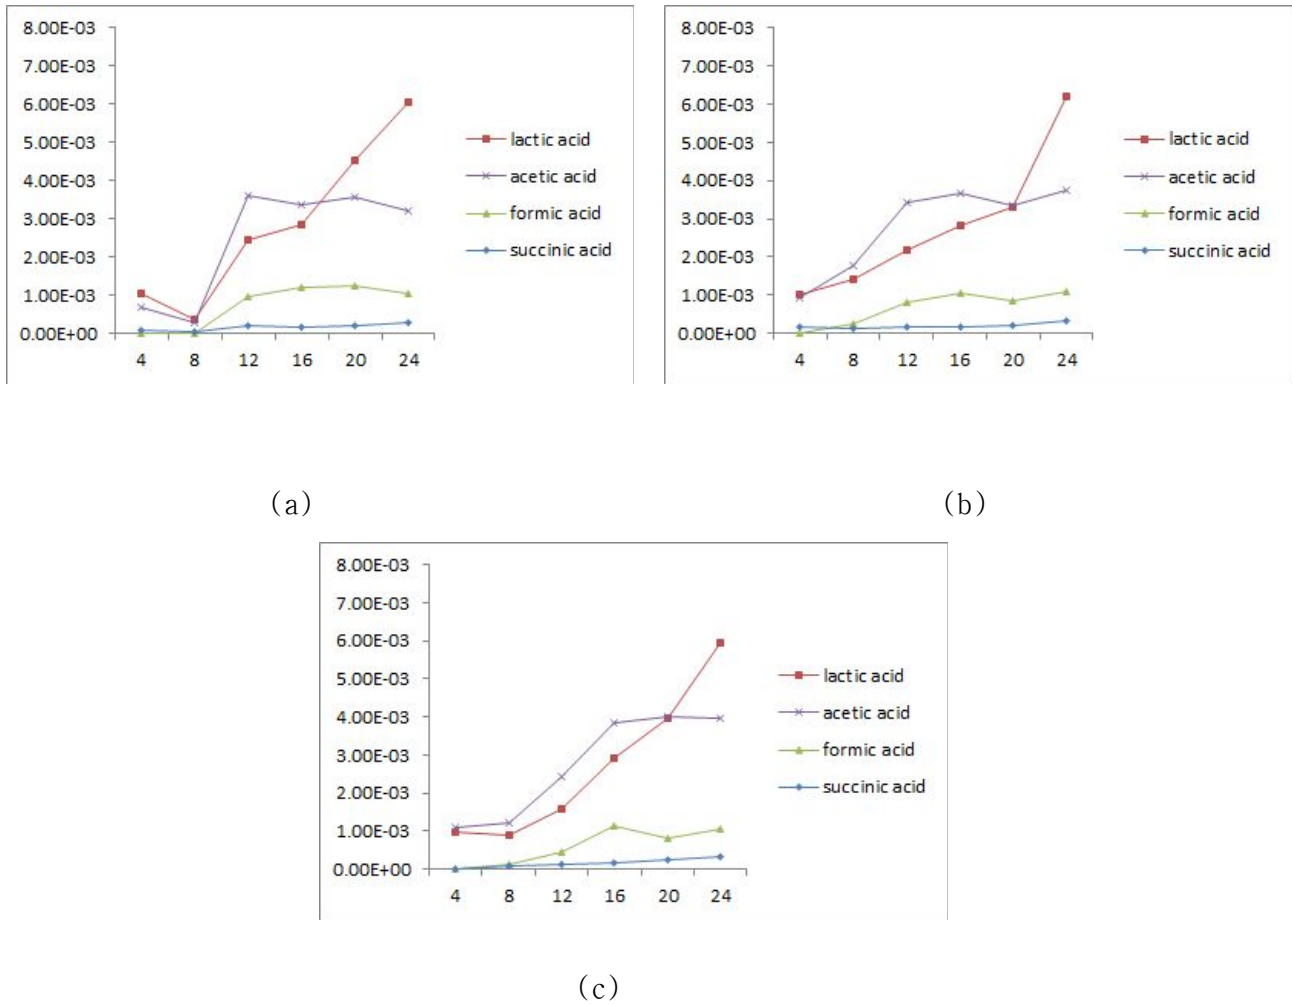 8.00E-03
7.00E-03
6.00E-03
5.00E-03
4.00E-03
3.00E-03
2.00E-03
1.00E-03
0.00E+00
4 8 12 16 20 24
lactic acid
acetic acid
formic acid
succinic acid
(a)
8.00E-03
7.00E-03
6.00E-03
5.00E-03
4.00E-03
3.00E-03
2.00E-03
1.00E-03
0.00E+00
4 8 12 16 20 24
lactic acid
acetic acid
formic acid
succinic acid
(b)
8.00E-03
7.00E-03
6.00E-03
5.00E-03
4.00E-03
3.00E-03
2.00E-03
1.00E-03
0.00E+00
4 8 12 16 20 24
lactic acid
acetic acid
formic acid
succinic acid
(c)